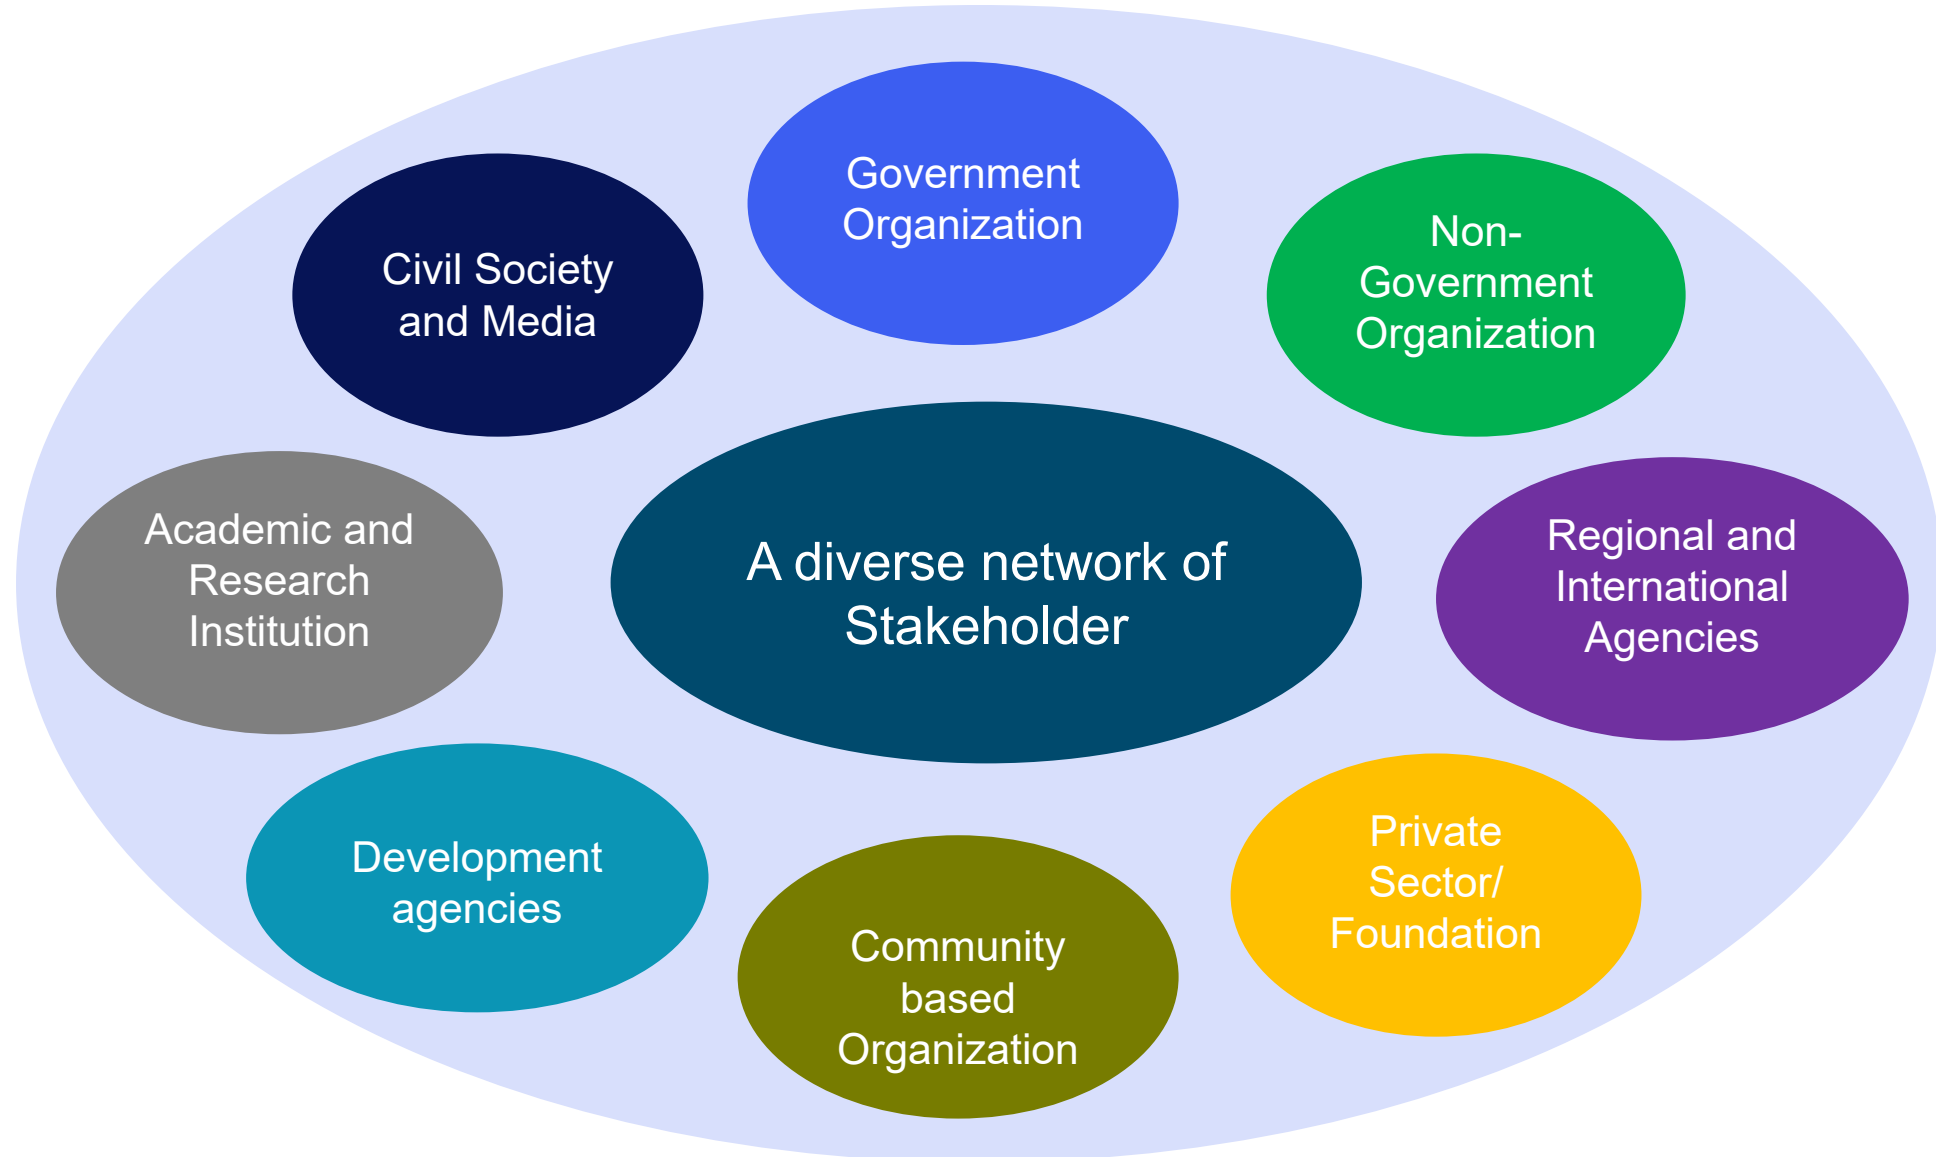 Government
Organization
Civil Society
and Media
Non-
Government
Organization
A diverse network of
Stakeholder
Academic and
Research
Institution
Regional and
International
Agencies
Development
agencies
Private
Sector/
Foundation
Community
based
Organization